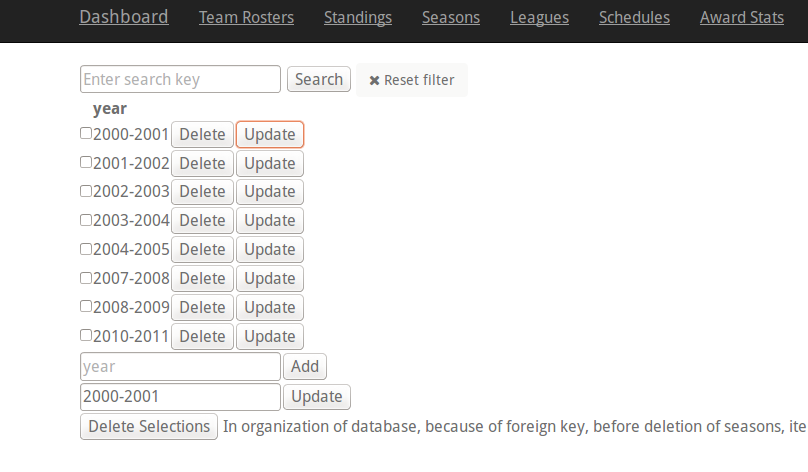 Dashboard Team Rosters Standings Seasons Leagues Schedules Award Stats
Enter search key Search ✖ Reset filter
year
2000-2001 Delete Update
2001-2002 Delete Update
2002-2003 Delete Update
2003-2004 Delete Update
2004-2005 Delete Update
2007-2008 Delete Update
2008-2009 Delete Update
2010-2011 Delete Update
year Add
2000-2001 Update
Delete Selections In organization of database, because of foreign key, before deletion of seasons, ite